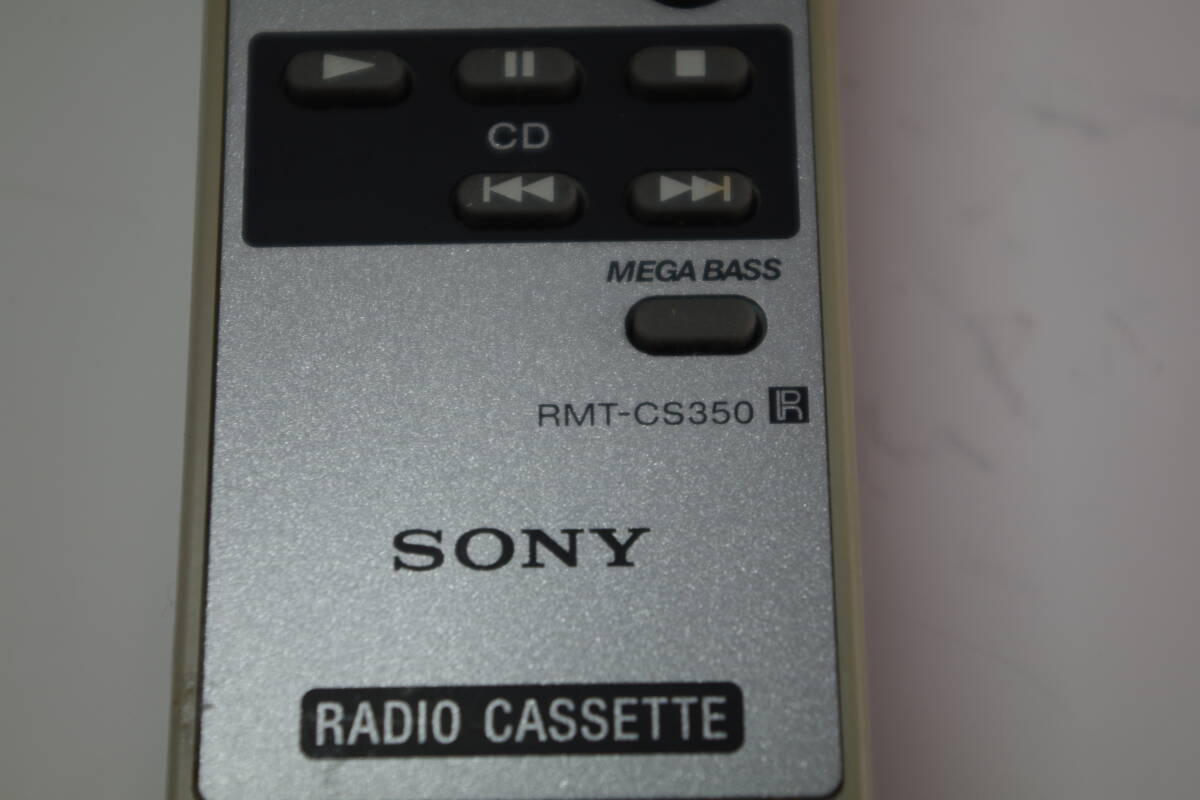 CD
MEGA BASS
RMT-CS350 R
SONY
RADIO CASSETTE